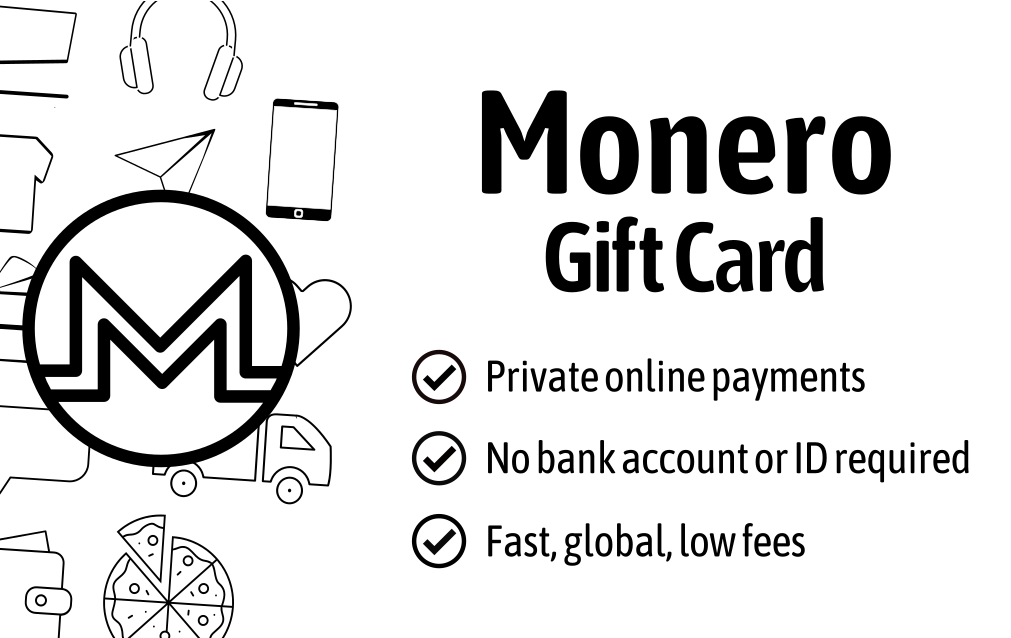 Monero
Gift Card
Private online payments
No bank account or ID required
Fast, global, low fees